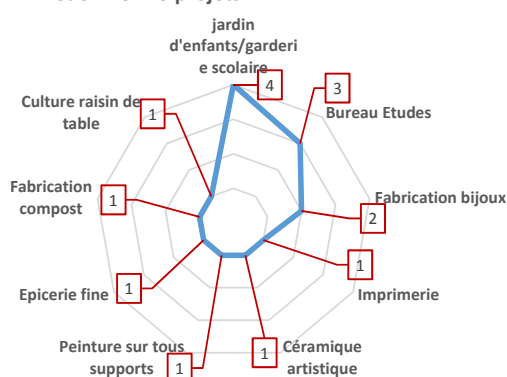 jardin
d'enfants/garderi
e scolaire
4
3
Bureau Etudes
Fabrication bijoux
2
1
Imprimerie
Céramique
artistique
1
Peinture sur tous
supports
1
Epicerie fine
1
Fabrication
compost
1
Culture raisin de
table
1